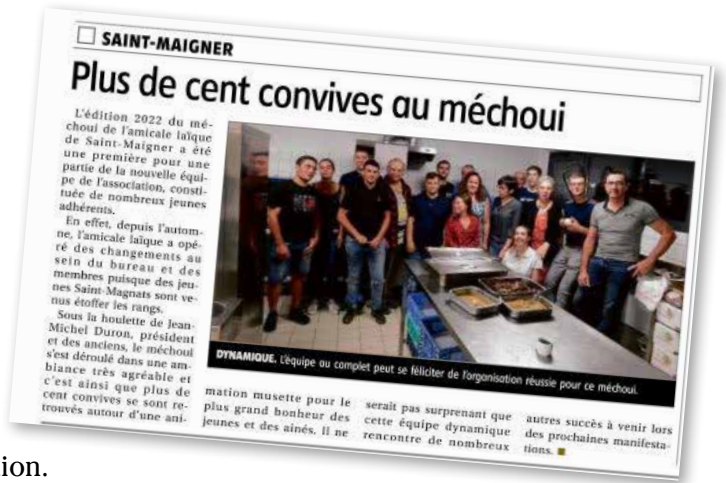 SAINT-MAIGNER
Plus de cent convives au méchoui
L'édition 2022 du mé-
choui de l'amicale laïque
de Saint-Maigner a été
une première pour une
partie de la nouvelle équi-
pe de l'association, consti-
tuée de nombreux jeunes
adhérents.
En effet, depuis l'autom-
ne, l'amicale laïque a opé-
ré des changements au
sein du bureau et des
membres puisque des jeu-
nes Saint-Magnats sont ve-
nus étoffer les rangs.
Sous la houlette de Jean-
Michel Duron, président
et des anciens, le méchoui
s'est déroulé dans une am-
biance très agréable et
c'est ainsi que plus de
cent convives se sont re-
trouvés autour d'une ani-
mation musette pour le
plus grand bonheur des
jeunes et des ainés. Il ne
serait pas surprenant que
cette équipe dynamique
rencontre de nombreux
autres succès à venir lors
des prochaines manifesta-
tions.
DYNAMIQUE. L'équipe au complet peut se féliciter de l'organisation réussie pour ce méchoui.
tion.